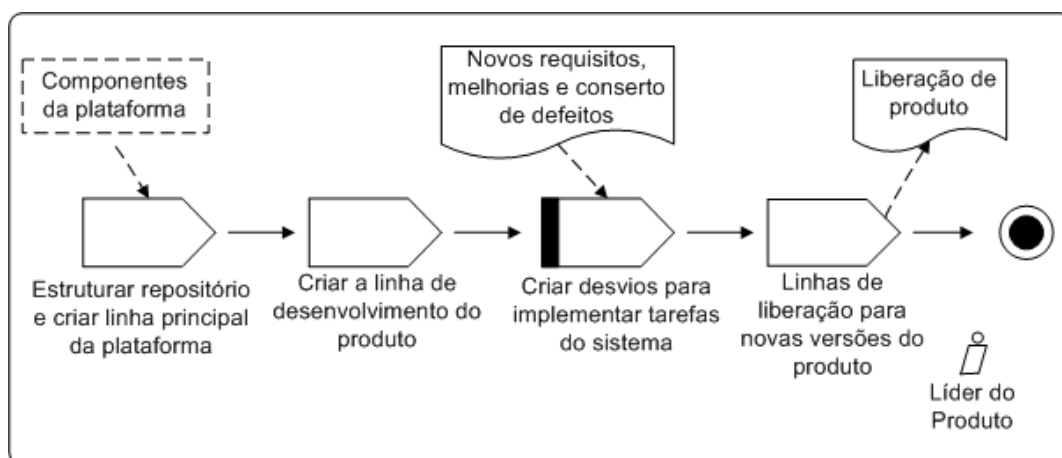 Componentes
da plataforma
Novos requisitos,
melhorias e conserto
de defeitos
Liberação de
produto
Estruturar repositório
e criar linha principal
da plataforma
Criar a linha de
desenvolvimento do
produto
Criar desvios para
implementar tarefas
do sistema
Linhas de
liberação para
novas versões do
produto
Líder do
Produto